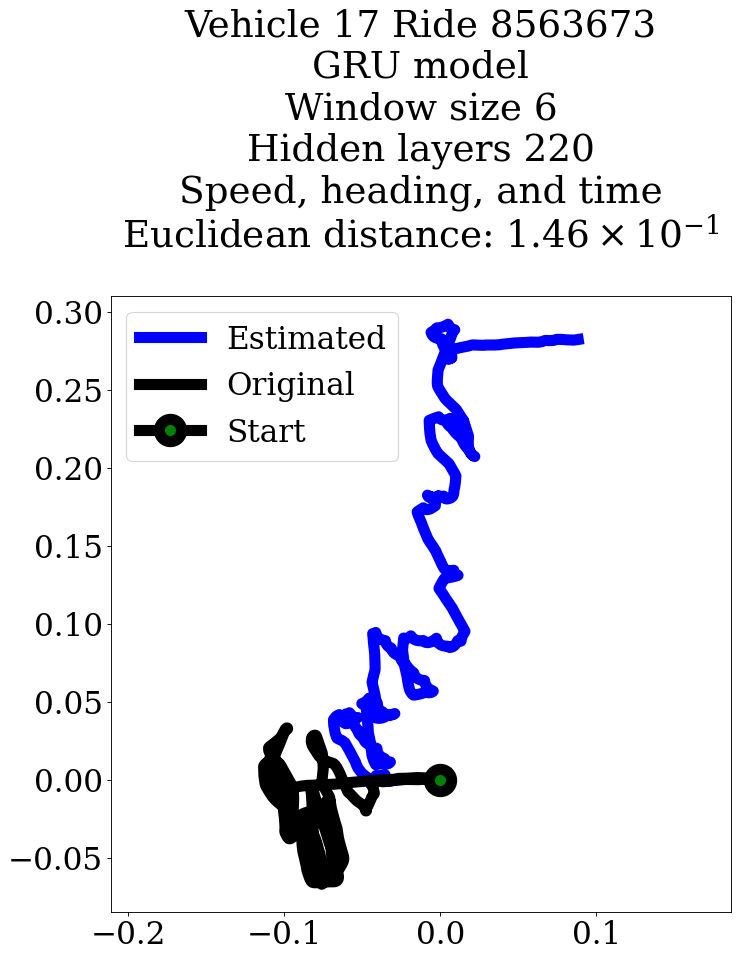 Vehicle 17 Ride 8563673
GRU model
Window size 6
Hidden layers 220
Speed, heading, and time
Euclidean distance: 1.46 × 10⁻¹
Estimated
Original
Start
0.30
0.25
0.20
0.15
0.10
0.05
0.00
−0.05
−0.2 −0.1 0.0 0.1